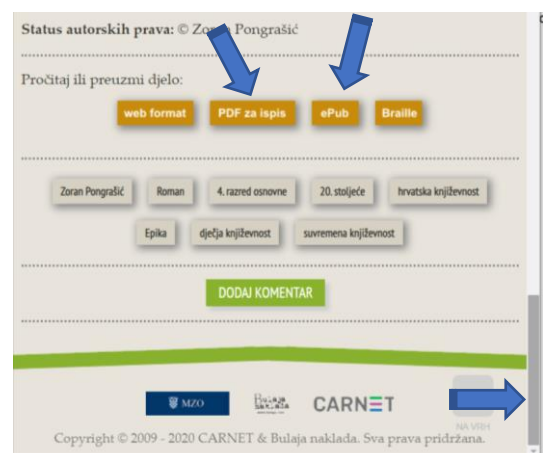 Status autorskih prava: © Zoran Pongrašić
Pročitaj ili preuzmi djelo:
web format PDF za ispis ePub Braille
Zoran Pongrašić Roman 4. razred osnovne 20. stoljeće hrvatska književnost
Epika dječja književnost suvremena književnost
DODAJ KOMENTAR
MZO Bulaja naklada CARNET
NA VRH
Copyright © 2009 - 2020 CARNET & Bulaja naklada. Sva prava pridržana.